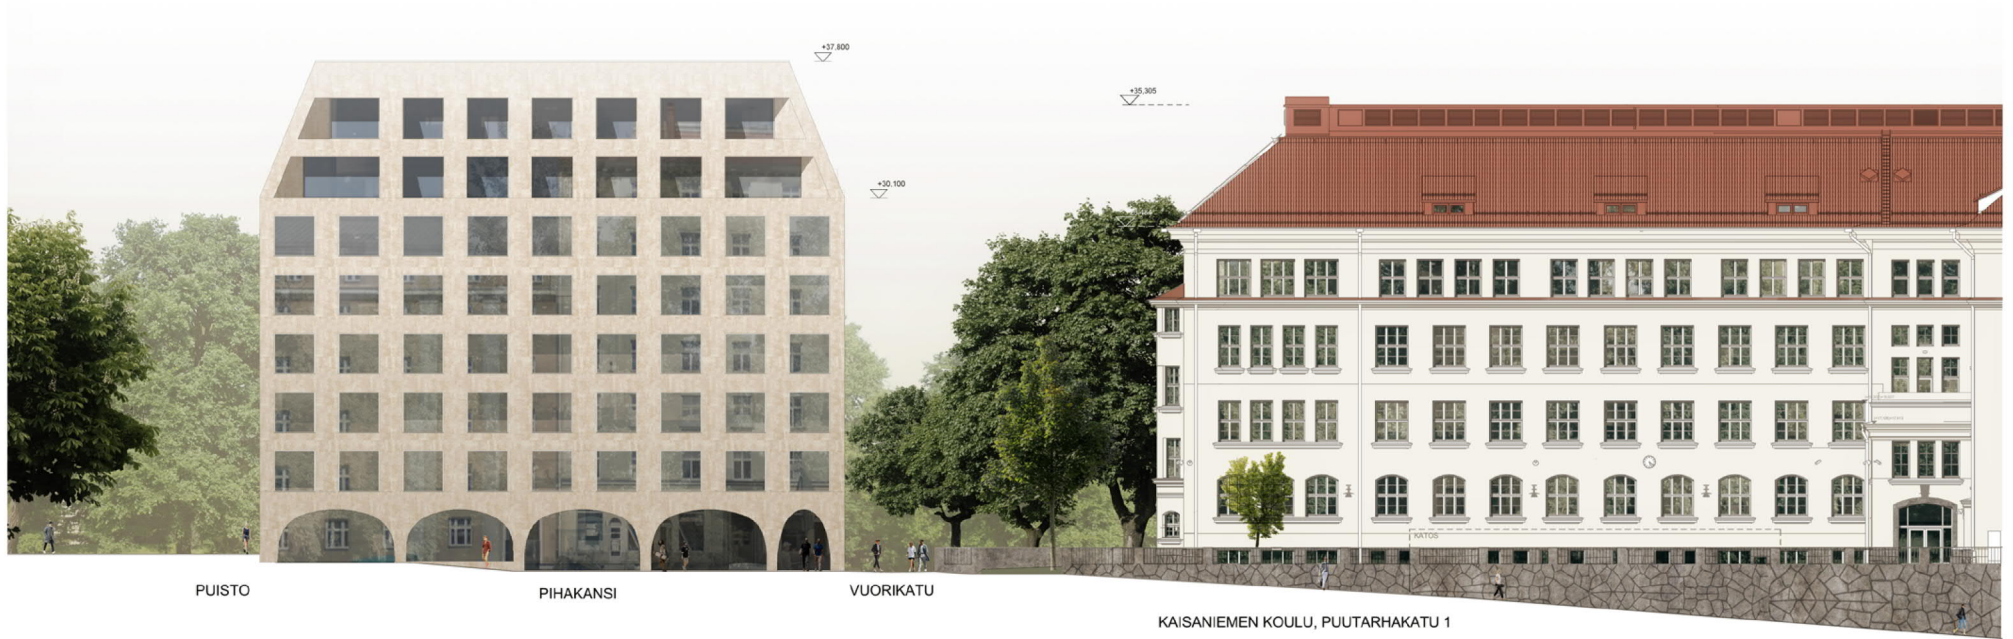 +37.800
+35,305
+30.100
KATOS
PUISTO
PIHAKANSI
VUORIKATU
KAISANIEMEN KOULU, PUUTARHAKATU 1